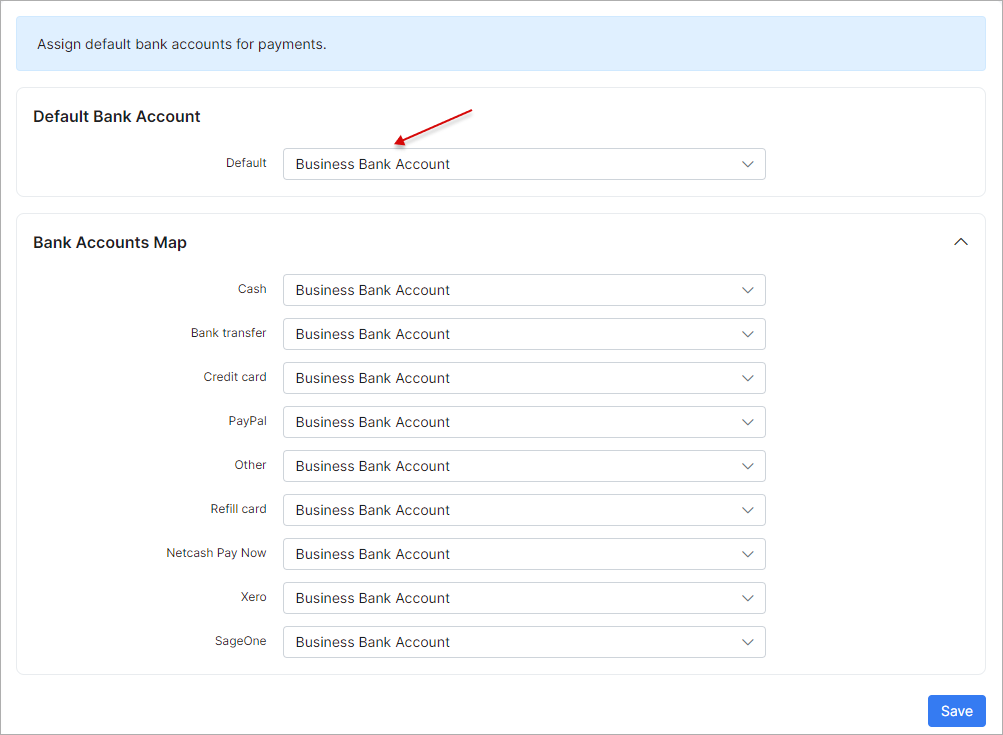 Assign default bank accounts for payments.
Default Bank Account
Default Business Bank Account
Bank Accounts Map
Cash Business Bank Account
Bank transfer Business Bank Account
Credit card Business Bank Account
PayPal Business Bank Account
Other Business Bank Account
Refill card Business Bank Account
Netcash Pay Now Business Bank Account
Xero Business Bank Account
SageOne Business Bank Account
Save